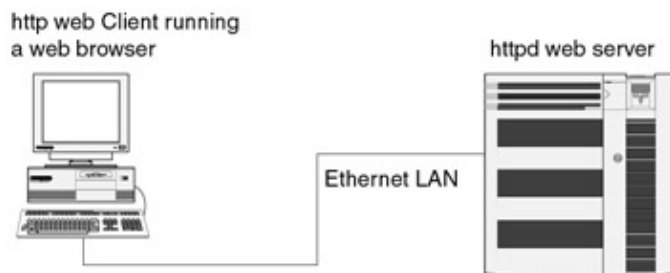 http web Client running
a web browser
httpd web server
Ethernet LAN